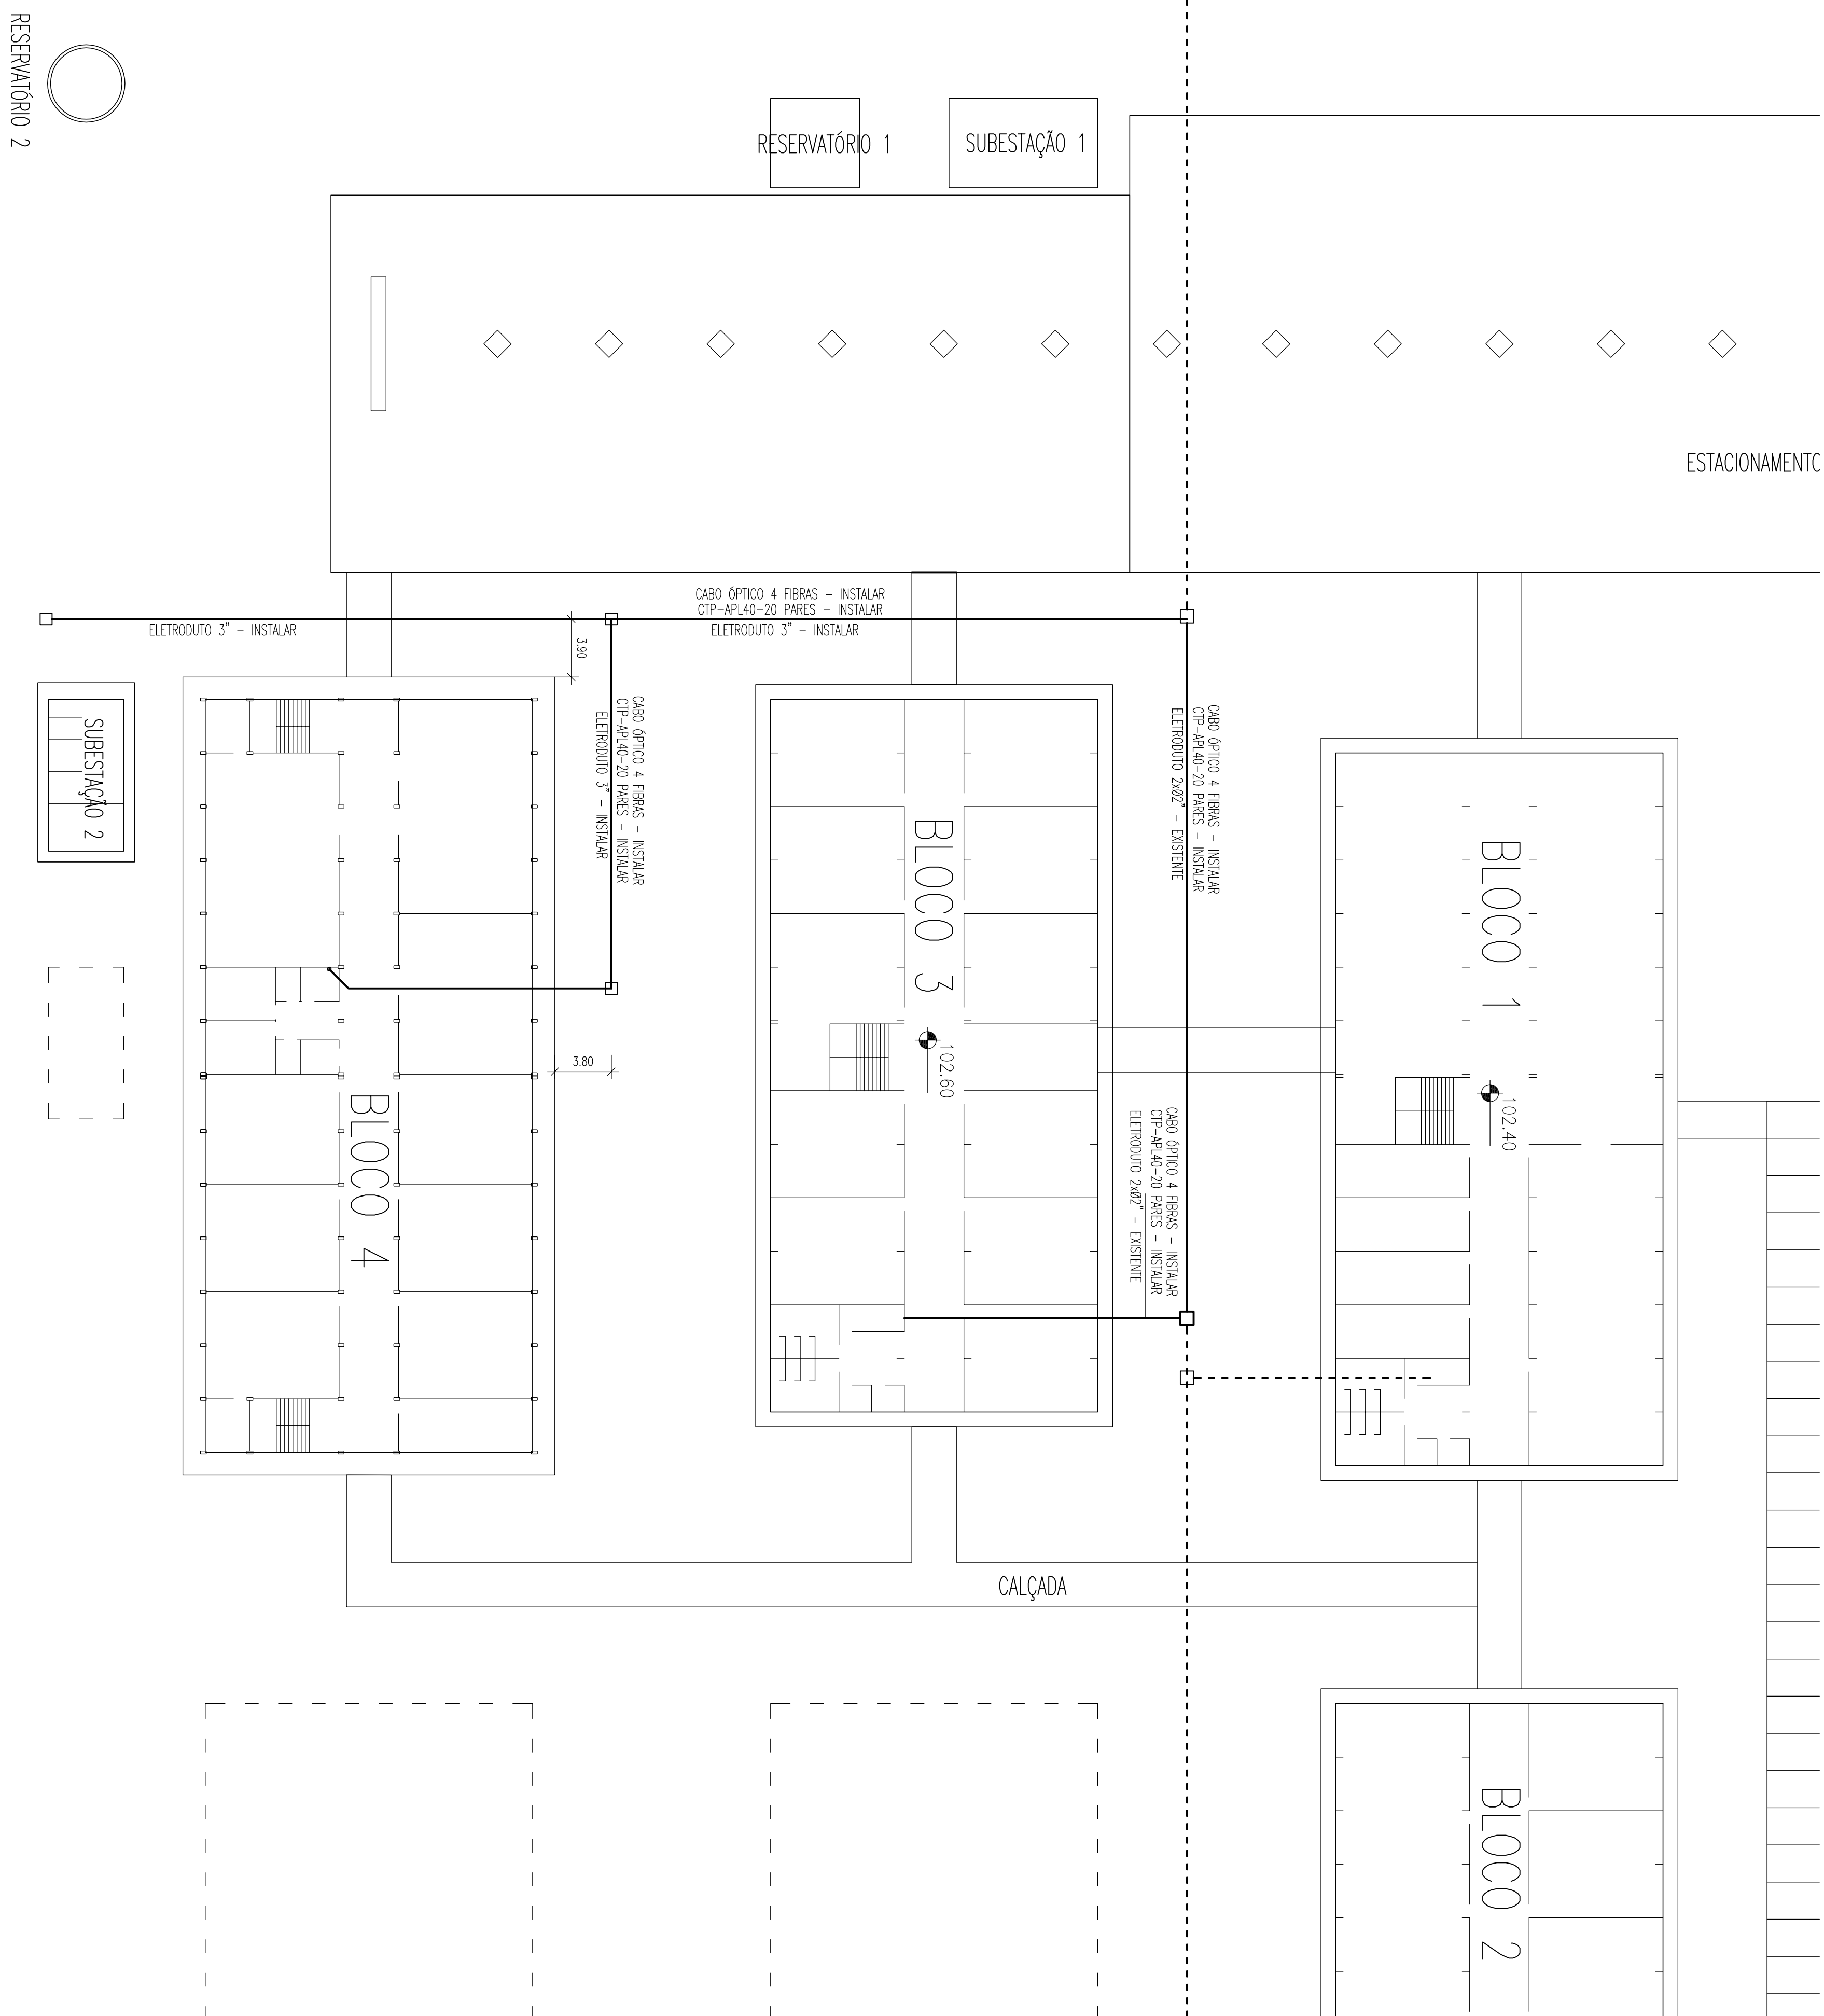 RESERVATÓRIO 2
RESERVATÓRIO 1
SUBESTAÇÃO 1
ESTACIONAMENTO
CABO ÓPTICO 4 FIBRAS - INSTALAR
CTP-APL40-20 PARES - INSTALAR
ELETRODUTO 3" - INSTALAR
ELETRODUTO 3" - INSTALAR
3.90
CABO ÓPTICO 4 FIBRAS - INSTALAR
CTP-APL40-20 PARES - INSTALAR
ELETRODUTO 3" - INSTALAR
CABO ÓPTICO 4 FIBRAS - INSTALAR
CTP-APL40-20 PARES - INSTALAR
ELETRODUTO 2xØ2" - EXISTENTE
SUBESTAÇÃO 2
BLOCO 3
BLOCO 1
102.60
102.40
3.80
BLOCO 4
CABO ÓPTICO 4 FIBRAS - INSTALAR
CTP-APL40-20 PARES - INSTALAR
ELETRODUTO 2xØ2" - EXISTENTE
CALÇADA
BLOCO 2